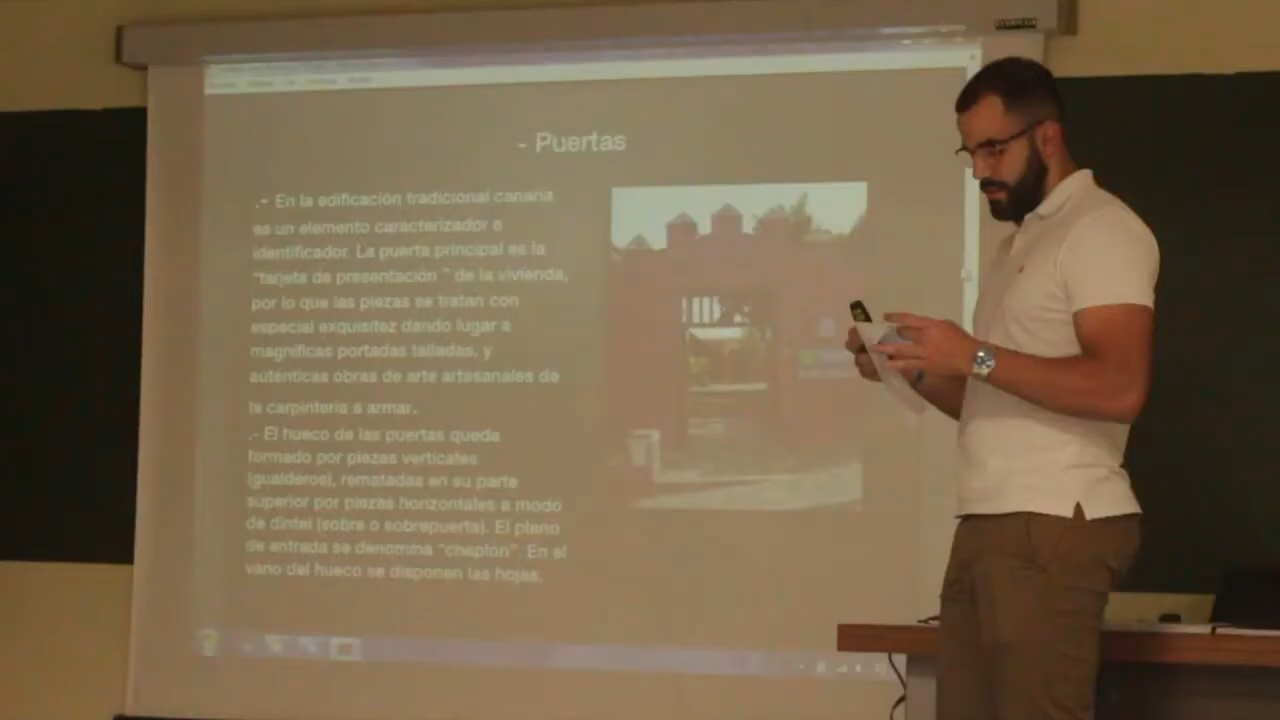 - Puertas
.- En la edificación tradicional canaria
es un elemento caracterizador e
identificador. La puerta principal es la
"tarjeta de presentación " de la vivienda,
por lo que las piezas se tratan con
especial exquisitez dando lugar a
magníficas portadas talladas, y
autenticas obras de arte artesanales de
la carpintería a armar.
.- El hueco de las puertas queda
formado por piezas verticales
(gualderos), rematadas en su parte
superior por piezas horizontales a modo
de dintel (sobre o sobrepuerta). El plano
de entrada se denomina "chaplón". En el
vano del hueco se disponen las hojas.